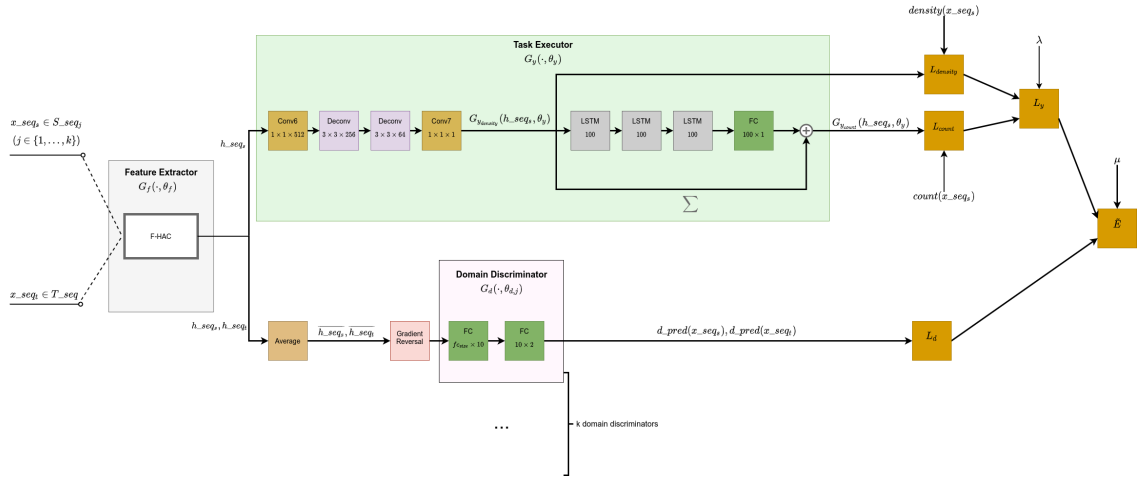 density(x_seq_s)
λ
Task Executor
G_y(·, θ_y)
L_density
L_y
x_seq_s ∈ S_seq_j
(j ∈ {1, . . . , k})
h_seq_s
Conv6
1 × 1 × 512
Deconv
3 × 3 × 256
Deconv
3 × 3 × 64
Conv7
1 × 1 × 1
G_y_density(h_seq_s, θ_y)
LSTM
100
LSTM
100
LSTM
100
FC
100 × 1
+
G_y_count(h_seq_s, θ_y)
L_count
Feature Extractor
G_f(·, θ_f)
F-HAC
∑
count(x_seq_s)
μ
Ẽ
x_seq_t ∈ T_seq
Domain Discriminator
G_d(·, θ_d,j)
h_seq_s, h_seq_t
Average
h_seq_s, h_seq_t
Gradient
Reversal
FC
fc_size × 10
FC
10 × 2
d_pred(x_seq_s), d_pred(x_seq_t)
L_d
...
k domain discriminators